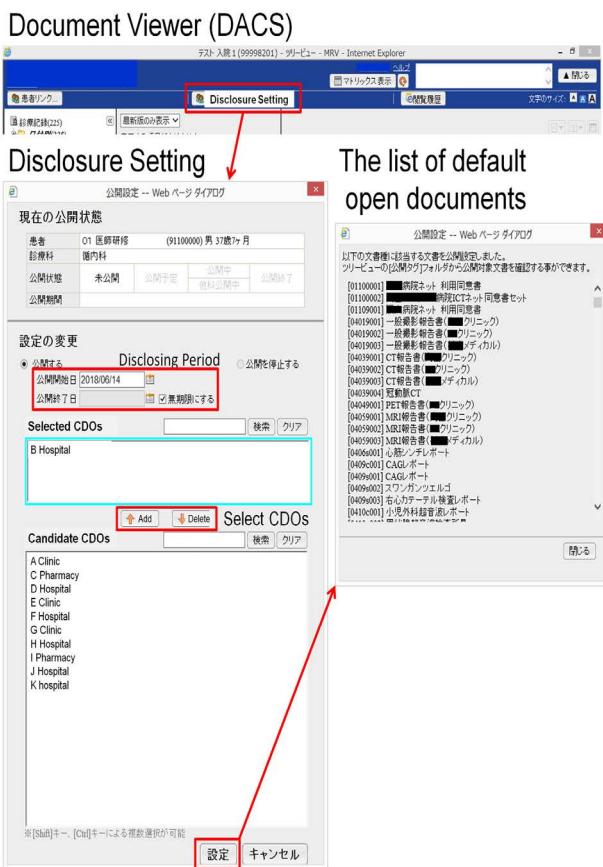 Document Viewer (DACS)
テスト 入院1 (99998201) - ツリービュー - MRV - Internet Explorer
ヘルプ
マトリックス表示
▲ 閉じる
患者リンク...
Disclosure Setting
閲覧履歴
文字のサイズ: A A A
診療記録(225)
最新版のみ表示
Disclosure Setting
公開設定 -- Web ページ ダイアログ
現在の公開状態
患者 01 医師研修 (91100000) 男 37歳7ヶ月
診療科 循内科
公開状態 未公開 公開予定 公開中 他科公開中 公開終了
公開期間
設定の変更
公開する
Disclosing Period
公開を停止する
公開開始日 2018/06/14
公開終了日 無期限にする
Selected CDOs 検索 クリア
B Hospital
Add Delete Select CDOs
Candidate CDOs 検索 クリア
A Clinic
C Pharmacy
D Hospital
E Clinic
F Hospital
G Clinic
H Hospital
I Pharmacy
J Hospital
K hospital
※[Shift]キー、[Ctrl]キーによる複数選択が可能
設定 キャンセル
The list of default
open documents
公開設定 -- Web ページ ダイアログ
以下の文書種に該当する文書を公開設定しました。
ツリービューの[公開タグ]フォルダから公開対象文書を確認する事ができます。
[01100001] 病院ネット 利用同意書
[01100002] 病院ICTネット同意書セット
[01109001] 病院ネット 利用同意書
[04019001] 一般撮影報告書( クリニック)
[04019002] 一般撮影報告書( クリニック)
[04019003] 一般撮影報告書( メディカル)
[04039001] CT報告書( クリニック)
[04039002] CT報告書( クリニック)
[04039003] CT報告書( メディカル)
[04039004] 冠動脈CT
[04049001] PET報告書( クリニック)
[04059001] MRI報告書( クリニック)
[04059002] MRI報告書( クリニック)
[04059003] MRI報告書( メディカル)
[0406s001] 心筋シンチレポート
[0409c001] CAGレポート
[0409s001] CAGレポート
[0409s002] スワンガンツエルゴ
[0409s003] 右心カテーテル検査レポート
[0410c001] 小児外科超音波レポート
閉じる